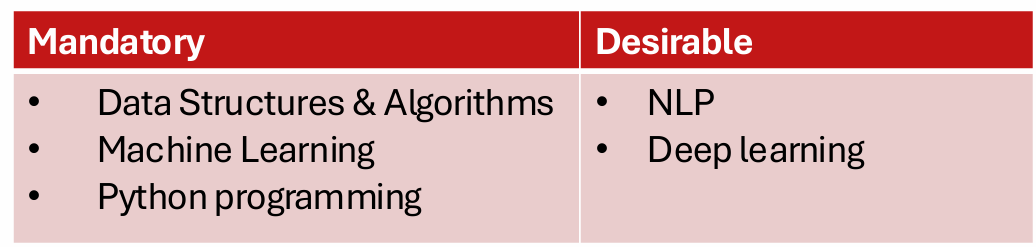 Mandatory
Desirable
• Data Structures & Algorithms
• Machine Learning
• Python programming
• NLP
• Deep learning